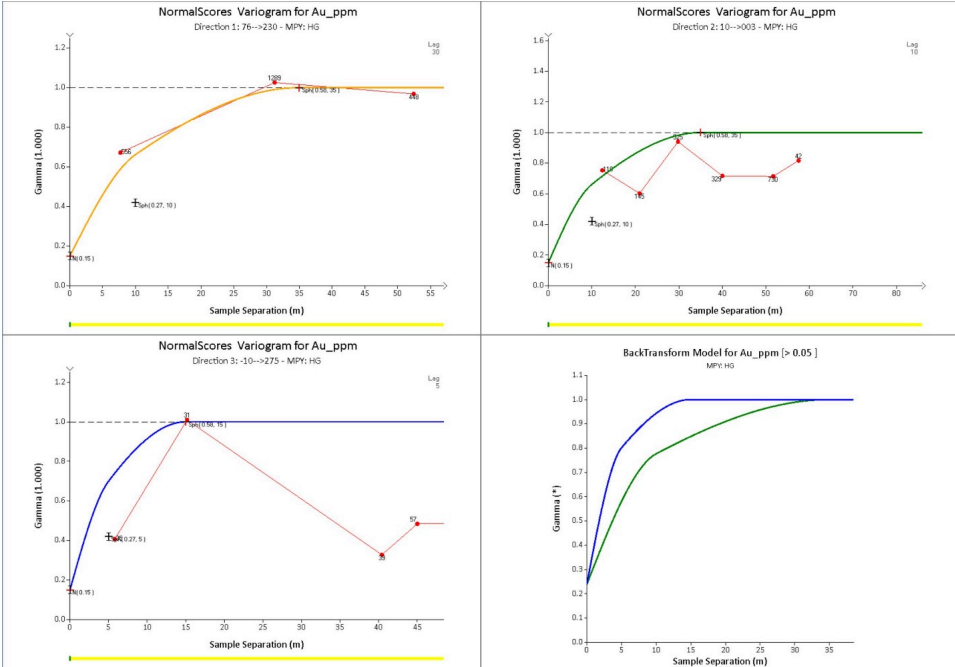 NormalScores Variogram for Au_ppm
Direction 1: 76-->230 - MPY: HG
Lag
30
1.2
1.0
0.8
0.6
0.4
0.2
0.0
Gamma (1.000)
1289
448
Sph( 0.58, 35 )
Sph( 0.27, 10 )
N( 0.15 )
0 5 10 15 20 25 30 35 40 45 50 55
Sample Separation (m)
NormalScores Variogram for Au_ppm
Direction 2: 10-->003 - MPY: HG
Lag
10
1.6
1.4
1.2
1.0
0.8
0.6
0.4
0.2
0.0
Gamma (1.000)
Sph( 0.58, 35 )
42
325
730
145
Sph( 0.27, 10 )
N( 0.15 )
0 10 20 30 40 50 60 70 80
Sample Separation (m)
NormalScores Variogram for Au_ppm
Direction 3: -10-->275 - MPY: HG
Lag
5
1.2
1.0
0.8
0.6
0.4
0.2
0.0
Gamma (1.000)
31
Sph( 0.58, 15 )
57
39
N( 0.15 )
0 5 10 15 20 25 30 35 40 45
Sample Separation (m)
BackTransform Model for Au_ppm [> 0.05 ]
MPY: HG
1.1
1.0
0.9
0.8
0.7
0.6
0.5
0.4
0.3
0.2
0.1
0.0
Gamma (*)
0 5 10 15 20 25 30 35
Sample Separation (m)